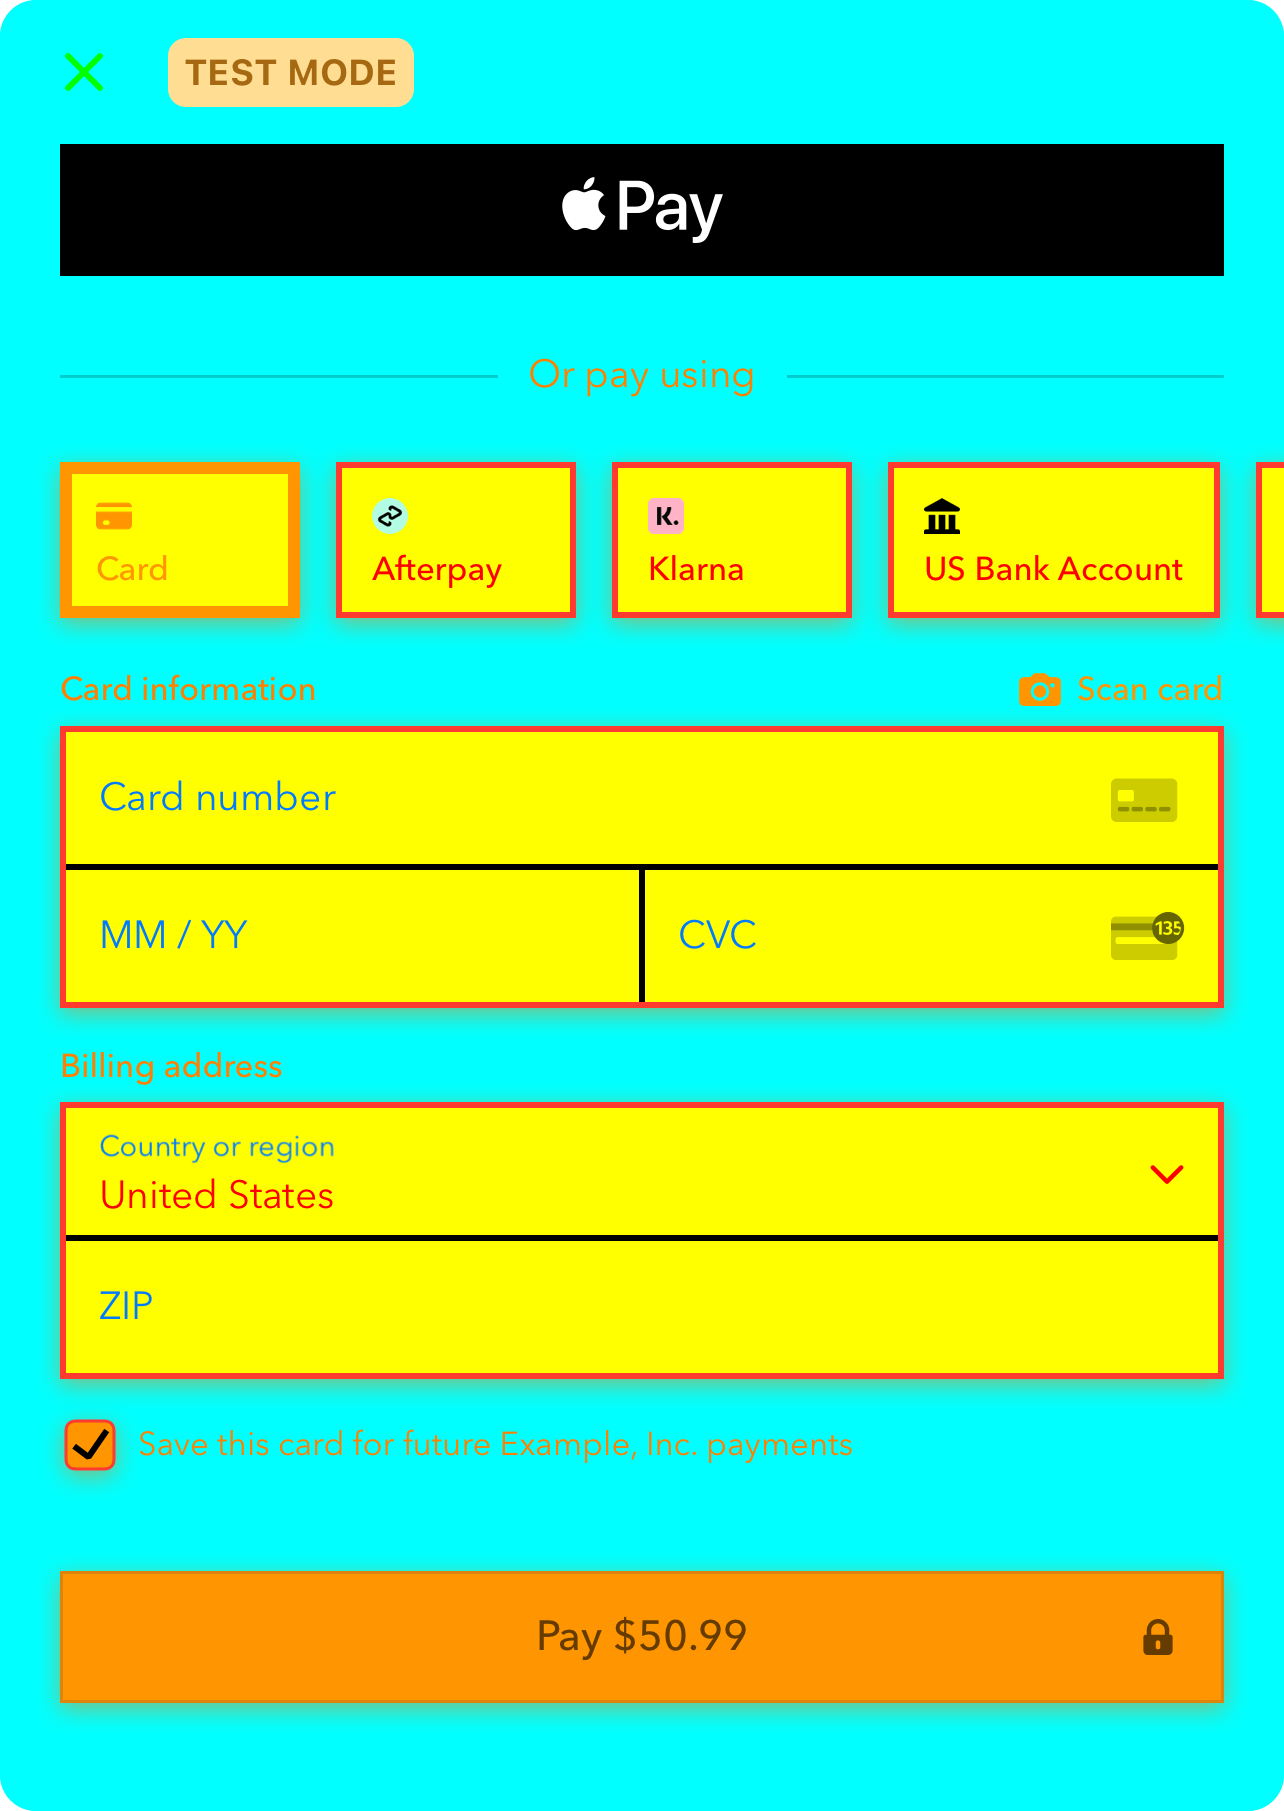 TEST MODE
Pay
Or pay using
Card
Afterpay
K.
Klarna
US Bank Account
Card information
Scan card
Card number
MM / YY
CVC
135
Billing address
Country or region
United States
ZIP
Save this card for future Example, Inc. payments
Pay $50.99